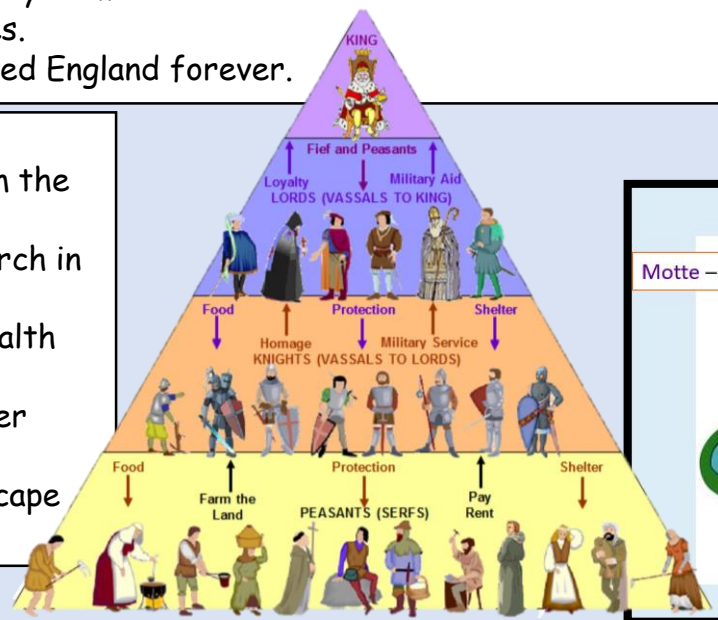 s.
ed England forever.
n the
rch in
alth
er
cape
KING
Fief and Peasants
Loyalty
Military Aid
LORDS (VASSALS TO KING)
Food
Protection
Shelter
Homage
Military Service
KNIGHTS (VASSALS TO LORDS)
Food
Protection
Shelter
Farm the
Land
Pay
Rent
PEASANTS (SERFS)
Motte –